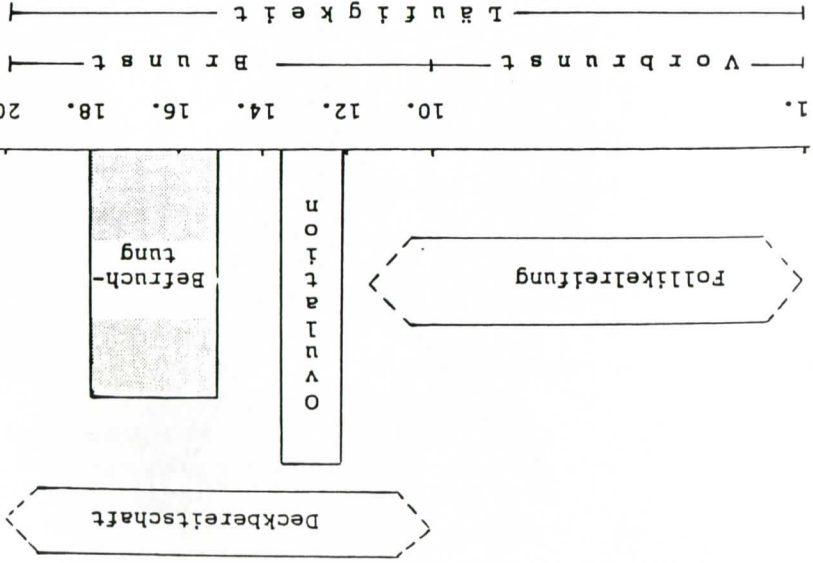 Deckbereitschaft
Ovulation
Follikelreifung
Befruch-
tung
1. 10. 12. 14. 16. 18. 20
Vorbrunst Brunst
Läufigkeit